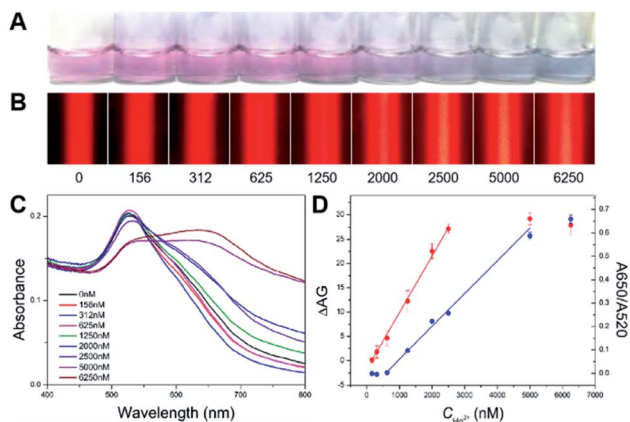 A
B
0 156 312 625 1250 2000 2500 5000 6250
C
0.2
0.1
0.0
Absorbance
0nM
156nM
312nM
625nM
1250nM
2000nM
2500nM
5000nM
6250nM
400 500 600 700 800
Wavelength (nm)
D
30
25
20
15
10
5
0
-5
ΔAG
0.7
0.6
0.5
0.4
0.3
0.2
0.1
0.0
A650/A520
0 1000 2000 3000 4000 5000 6000 7000
C Hg²⁺ (nM)